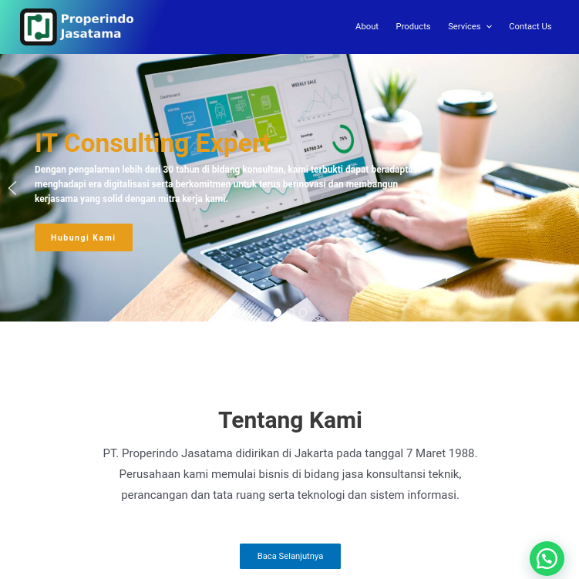 Properindo
Jasatama
About Products Services Contact Us
IT Consulting Expert
Dengan pengalaman lebih dari 30 tahun di bidang konsultan, kami terbukti dapat beradaptasi
menghadapi era digitalisasi serta berkomitmen untuk terus berinovasi dan membangun
kerjasama yang solid dengan mitra kerja kami.
Hubungi Kami
Tentang Kami
PT. Properindo Jasatama didirikan di Jakarta pada tanggal 7 Maret 1988.
Perusahaan kami memulai bisnis di bidang jasa konsultansi teknik,
perancangan dan tata ruang serta teknologi dan sistem informasi.
Baca Selanjutnya